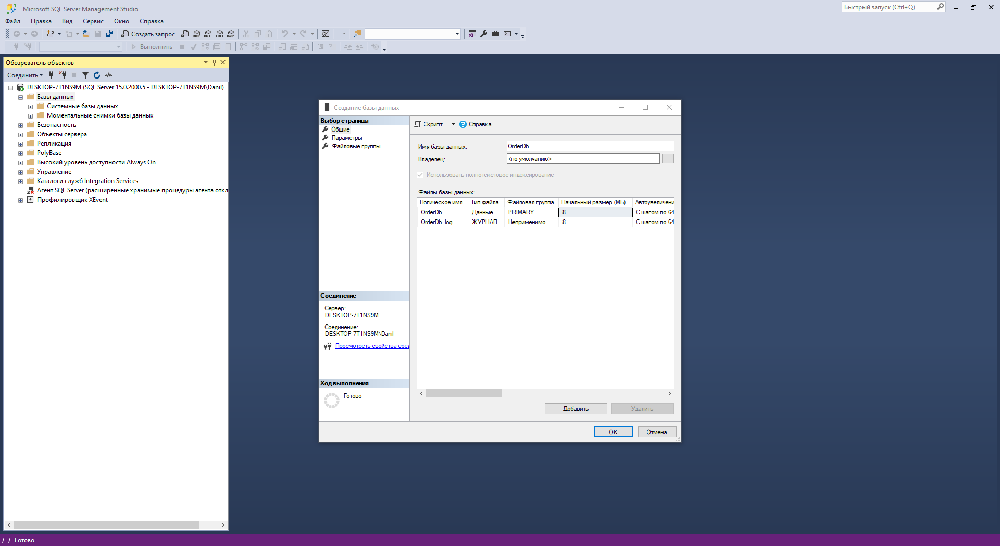 Microsoft SQL Server Management Studio
Быстрый запуск (Ctrl+Q)
Файл Правка Вид Сервис Окно Справка
Создать запрос MDX DMX XMLA DAX
Выполнить
Обозреватель объектов
Соединить
DESKTOP-7T1NS9M (SQL Server 15.0.2000.5 - DESKTOP-7T1NS9M\Danil)
Базы данных
Системные базы данных
Моментальные снимки базы данных
Безопасность
Объекты сервера
Репликация
PolyBase
Высокий уровень доступности Always On
Управление
Каталоги служб Integration Services
Агент SQL Server (расширенные хранимые процедуры агента откл
Профилировщик XEvent
Создание базы данных
Выбор страницы
Общие
Параметры
Файловые группы
Соединение
Сервер:
DESKTOP-7T1NS9M
Соединение:
DESKTOP-7T1NS9M\Danil
Просмотреть свойства соед
Ход выполнения
Готово
Скрипт Справка
Имя базы данных: OrderDb
Владелец: <по умолчанию> ...
Использовать полнотекстовое индексирование
Файлы базы данных:
Логическое имя Тип файла Файловая группа Начальный размер (МБ) Автоувеличени
OrderDb Данные ... PRIMARY 8 С шагом по 64
OrderDb_log ЖУРНАЛ Неприменимо 8 С шагом по 64
Добавить Удалить
OK Отмена
Готово